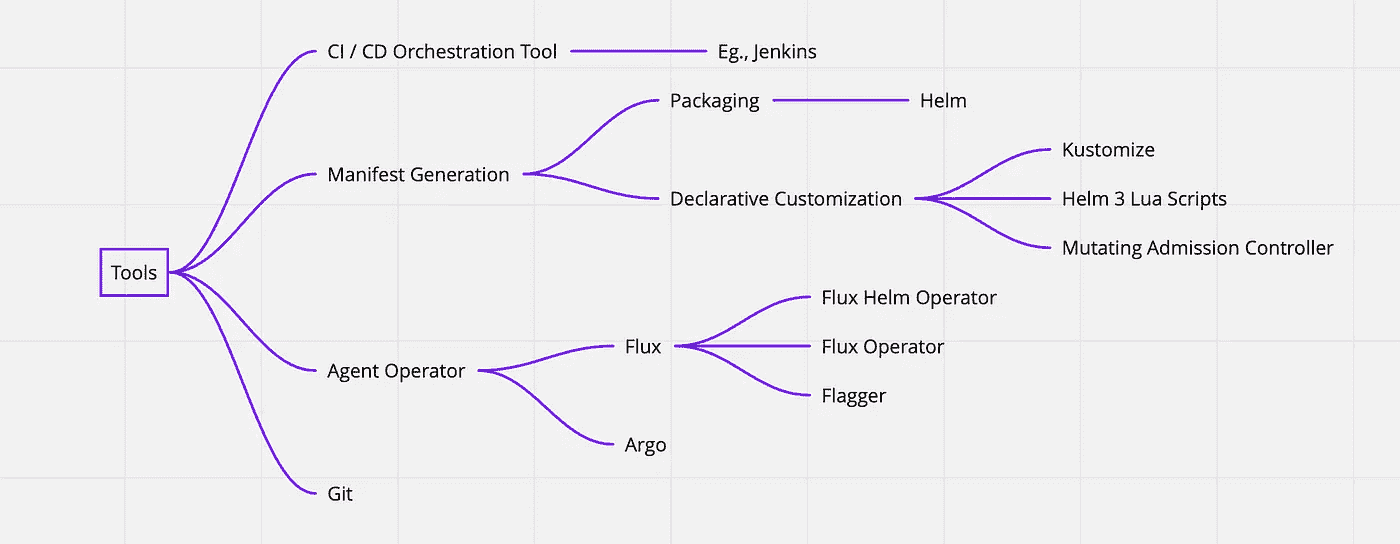 CI / CD Orchestration Tool
Eg., Jenkins
Packaging
Helm
Kustomize
Manifest Generation
Declarative Customization
Helm 3 Lua Scripts
Mutating Admission Controller
Tools
Flux Helm Operator
Flux
Flux Operator
Agent Operator
Flagger
Argo
Git